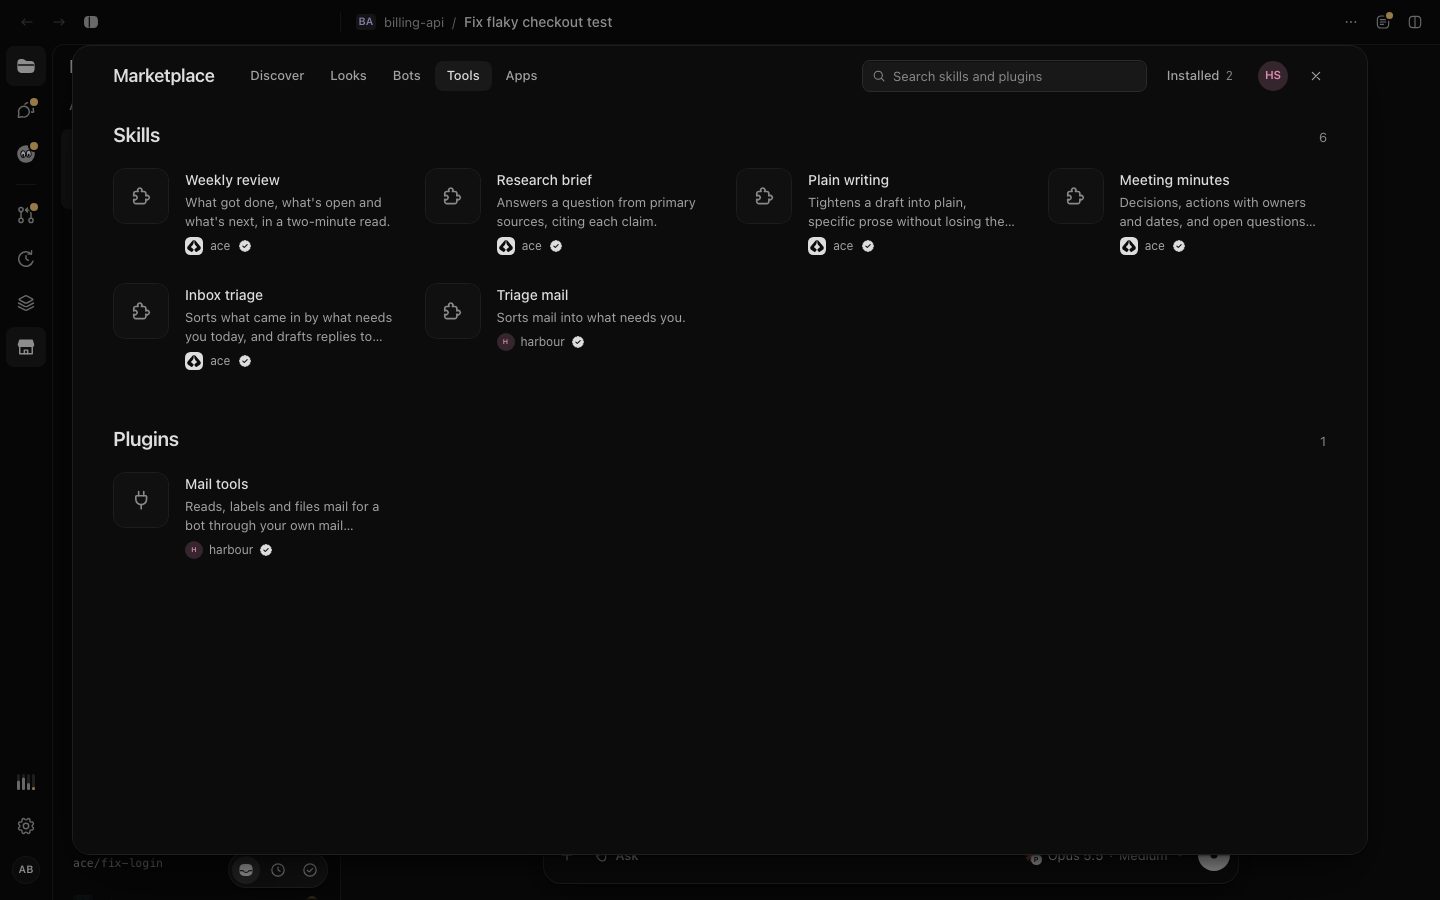 BA billing-api / Fix flaky checkout test
Marketplace
Discover
Looks
Bots
Tools
Apps
Search skills and plugins
Installed 2
HS
Skills
6
Weekly review
What got done, what's open and
what's next, in a two-minute read.
ace
Research brief
Answers a question from primary
sources, citing each claim.
ace
Plain writing
Tightens a draft into plain,
specific prose without losing the...
ace
Meeting minutes
Decisions, actions with owners
and dates, and open questions...
ace
Inbox triage
Sorts what came in by what needs
you today, and drafts replies to...
ace
Triage mail
Sorts mail into what needs you.
H harbour
Plugins
1
Mail tools
Reads, labels and files mail for a
bot through your own mail...
H harbour
AB
ace/fix-login
Ask
Opus 5.5 · Medium